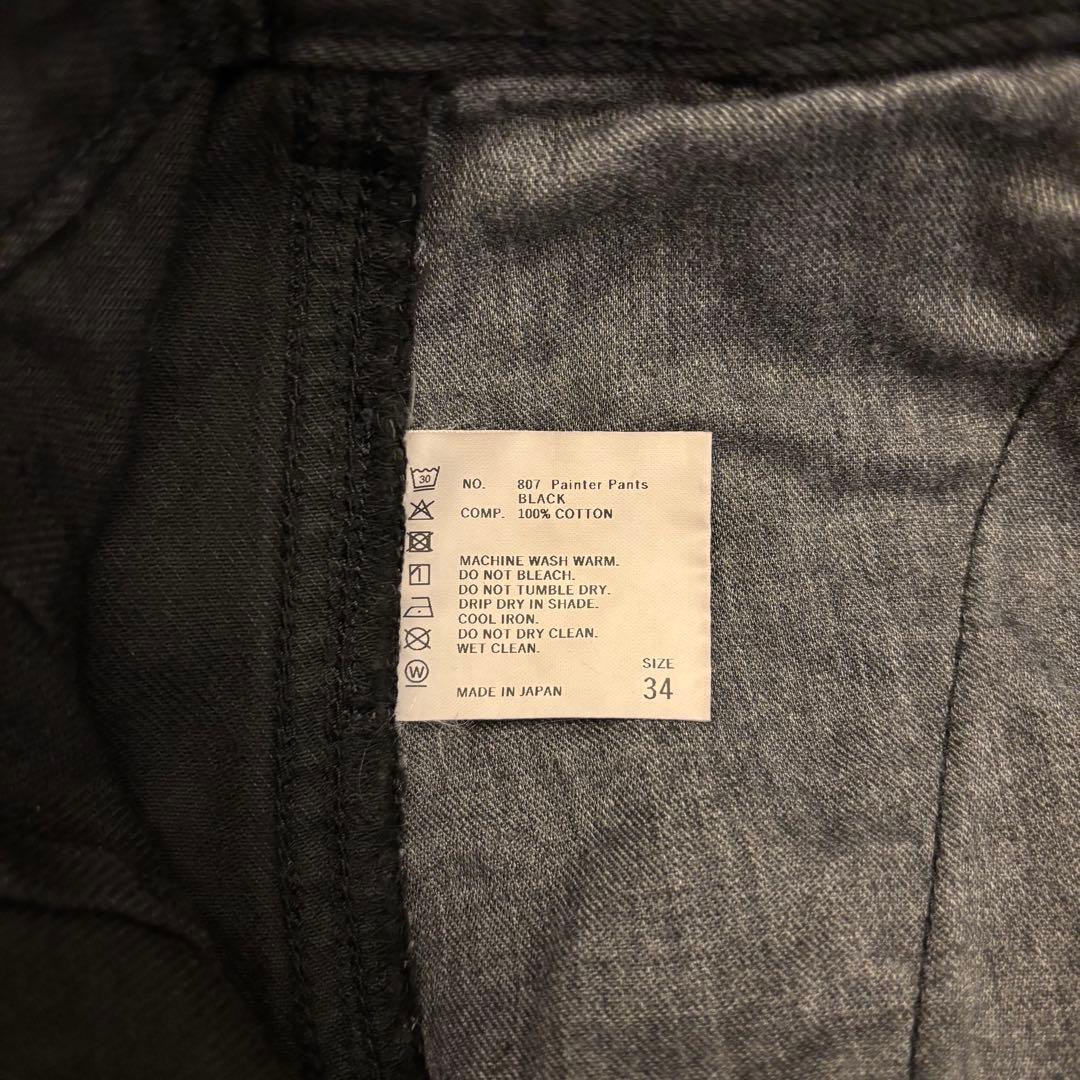 30
NO. 807 Painter Pants
BLACK
COMP. 100% COTTON
MACHINE WASH WARM.
DO NOT BLEACH.
DO NOT TUMBLE DRY.
DRIP DRY IN SHADE.
COOL IRON.
DO NOT DRY CLEAN.
WET CLEAN.
W
SIZE
MADE IN JAPAN 34